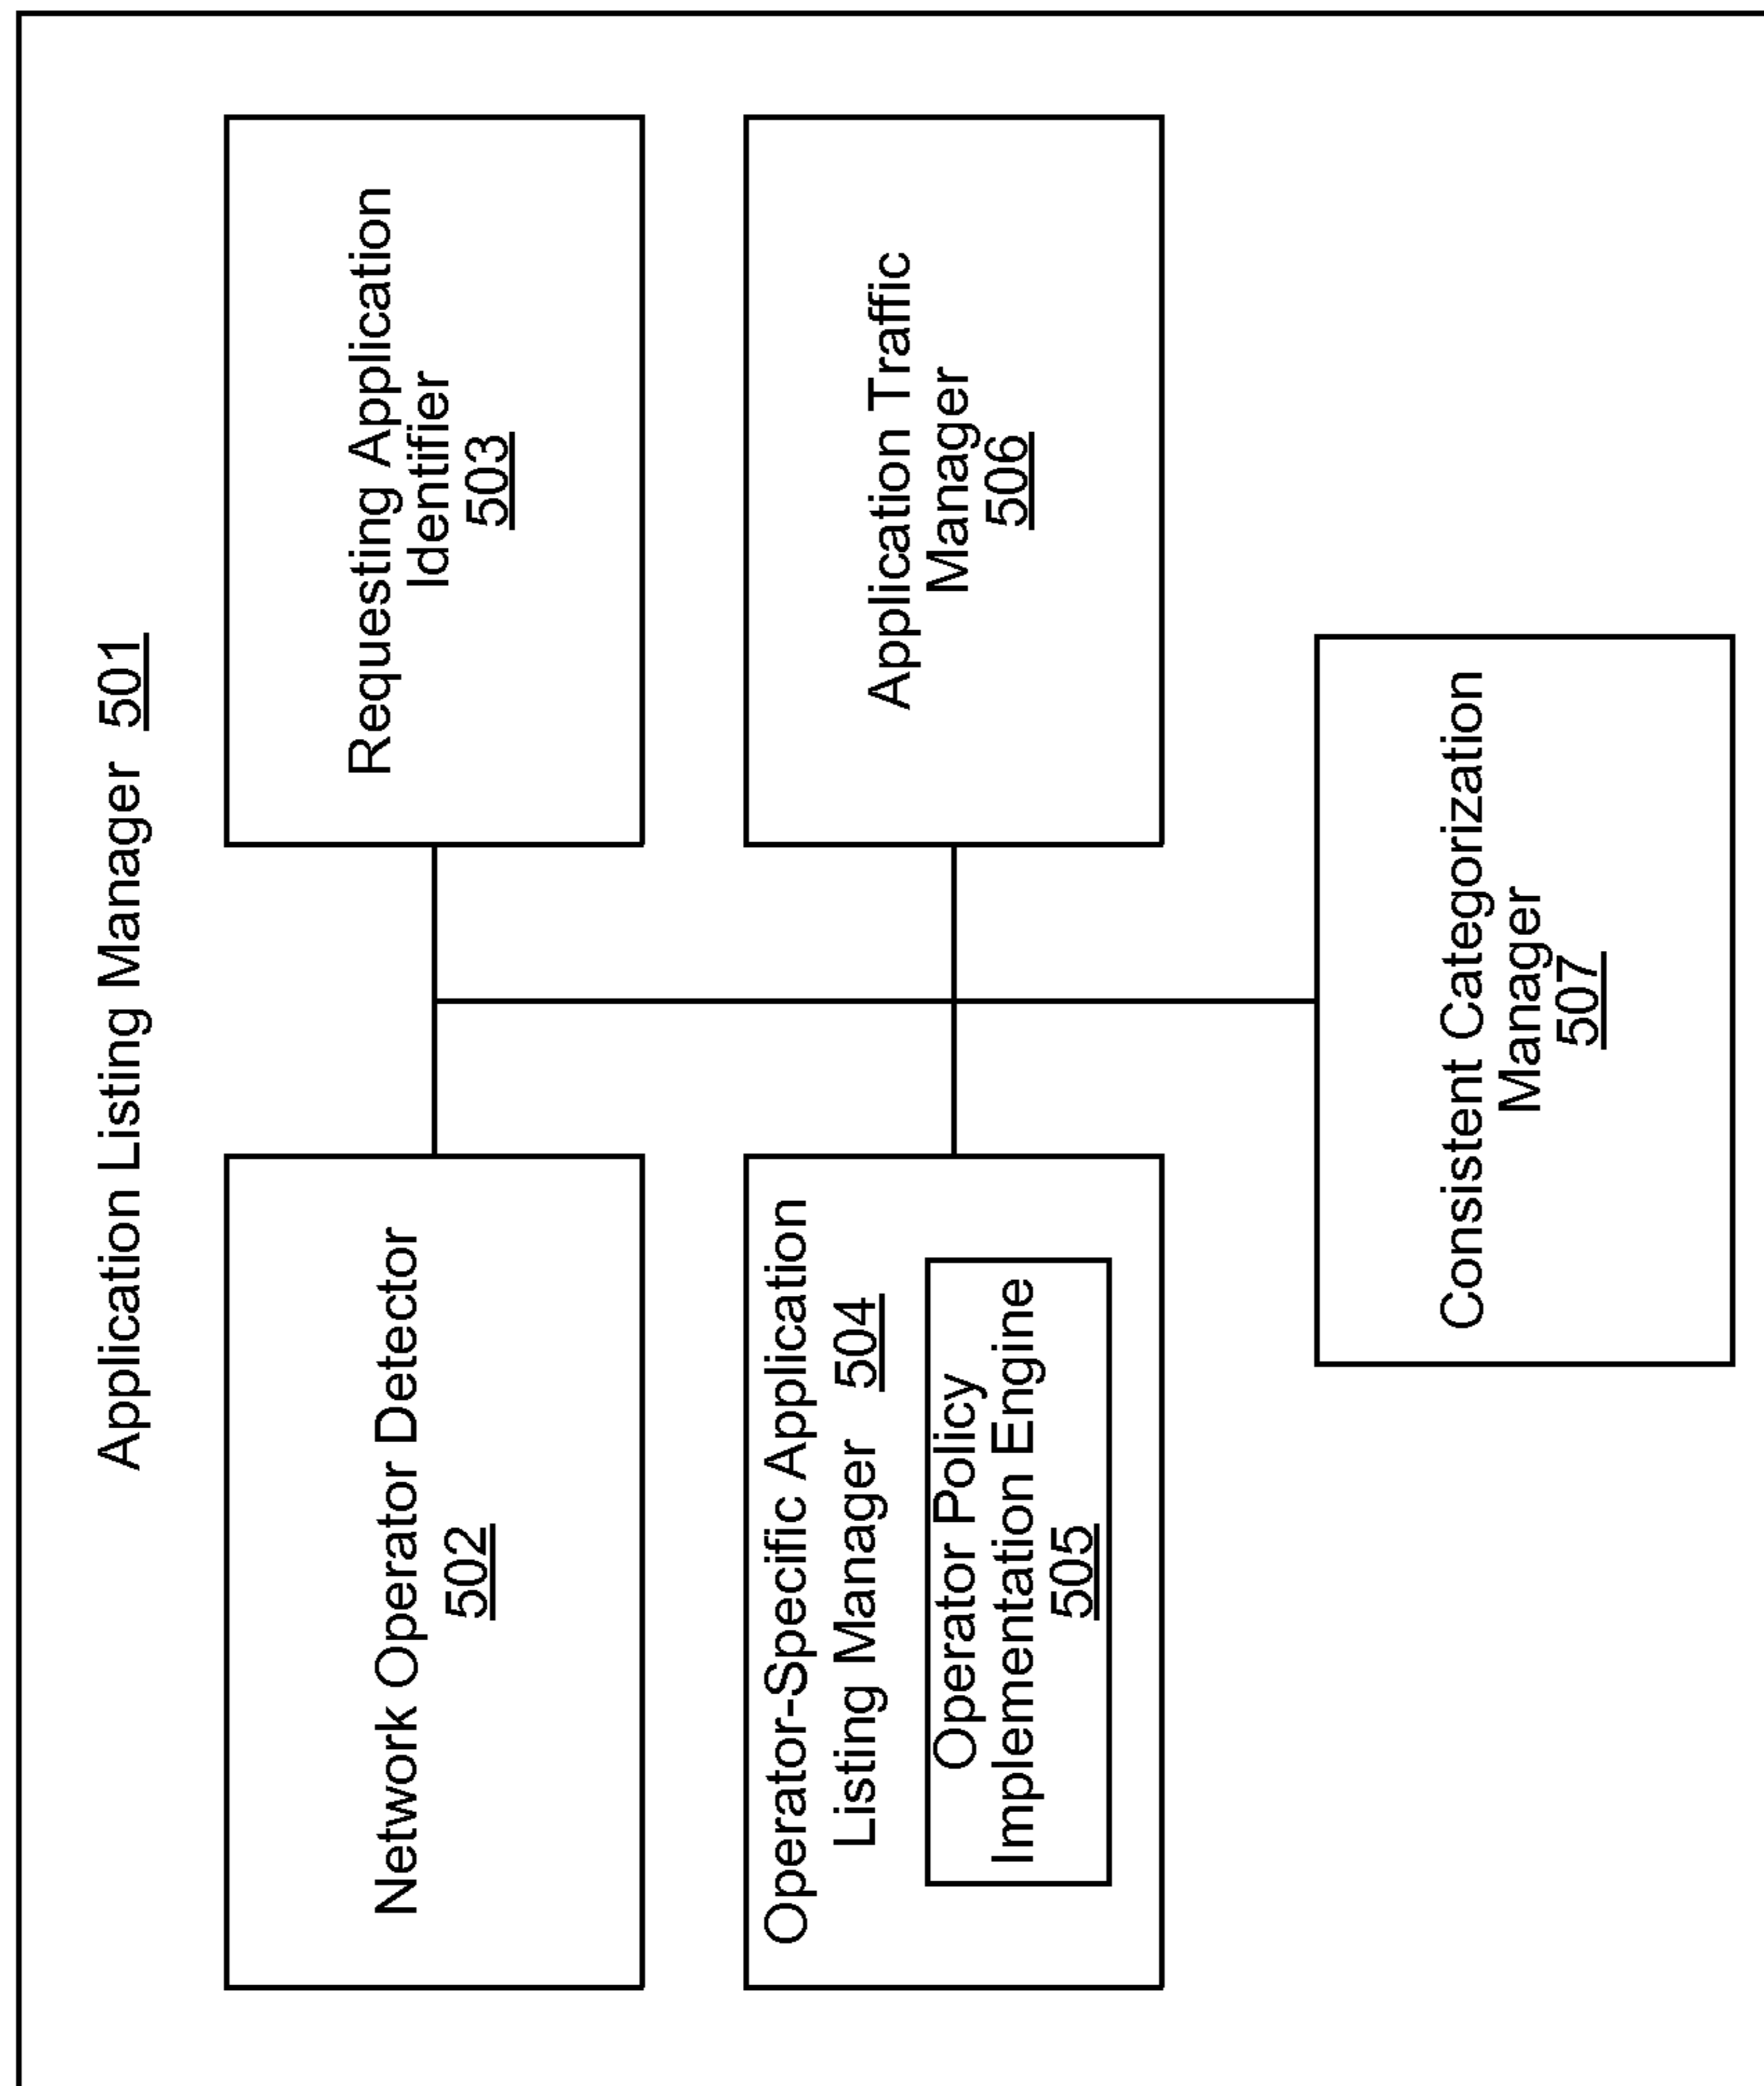 Application Listing Manager 501
Network Operator Detector
502
Requesting Application
Identifier
503
Operator-Specific Application
Listing Manager 504
Operator Policy
Implementation Engine
505
Application Traffic
Manager
506
Consistent Categorization
Manager
507